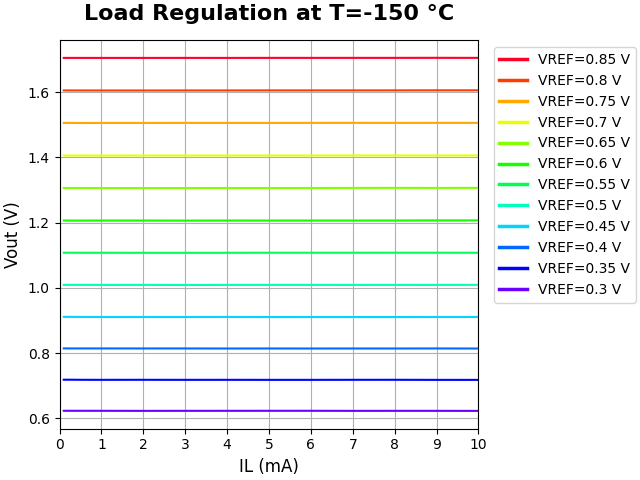 Load Regulation at T=-150 °C
Vout (V)
1.6
1.4
1.2
1.0
0.8
0.6
0 1 2 3 4 5 6 7 8 9 10
IL (mA)
VREF=0.85 V
VREF=0.8 V
VREF=0.75 V
VREF=0.7 V
VREF=0.65 V
VREF=0.6 V
VREF=0.55 V
VREF=0.5 V
VREF=0.45 V
VREF=0.4 V
VREF=0.35 V
VREF=0.3 V